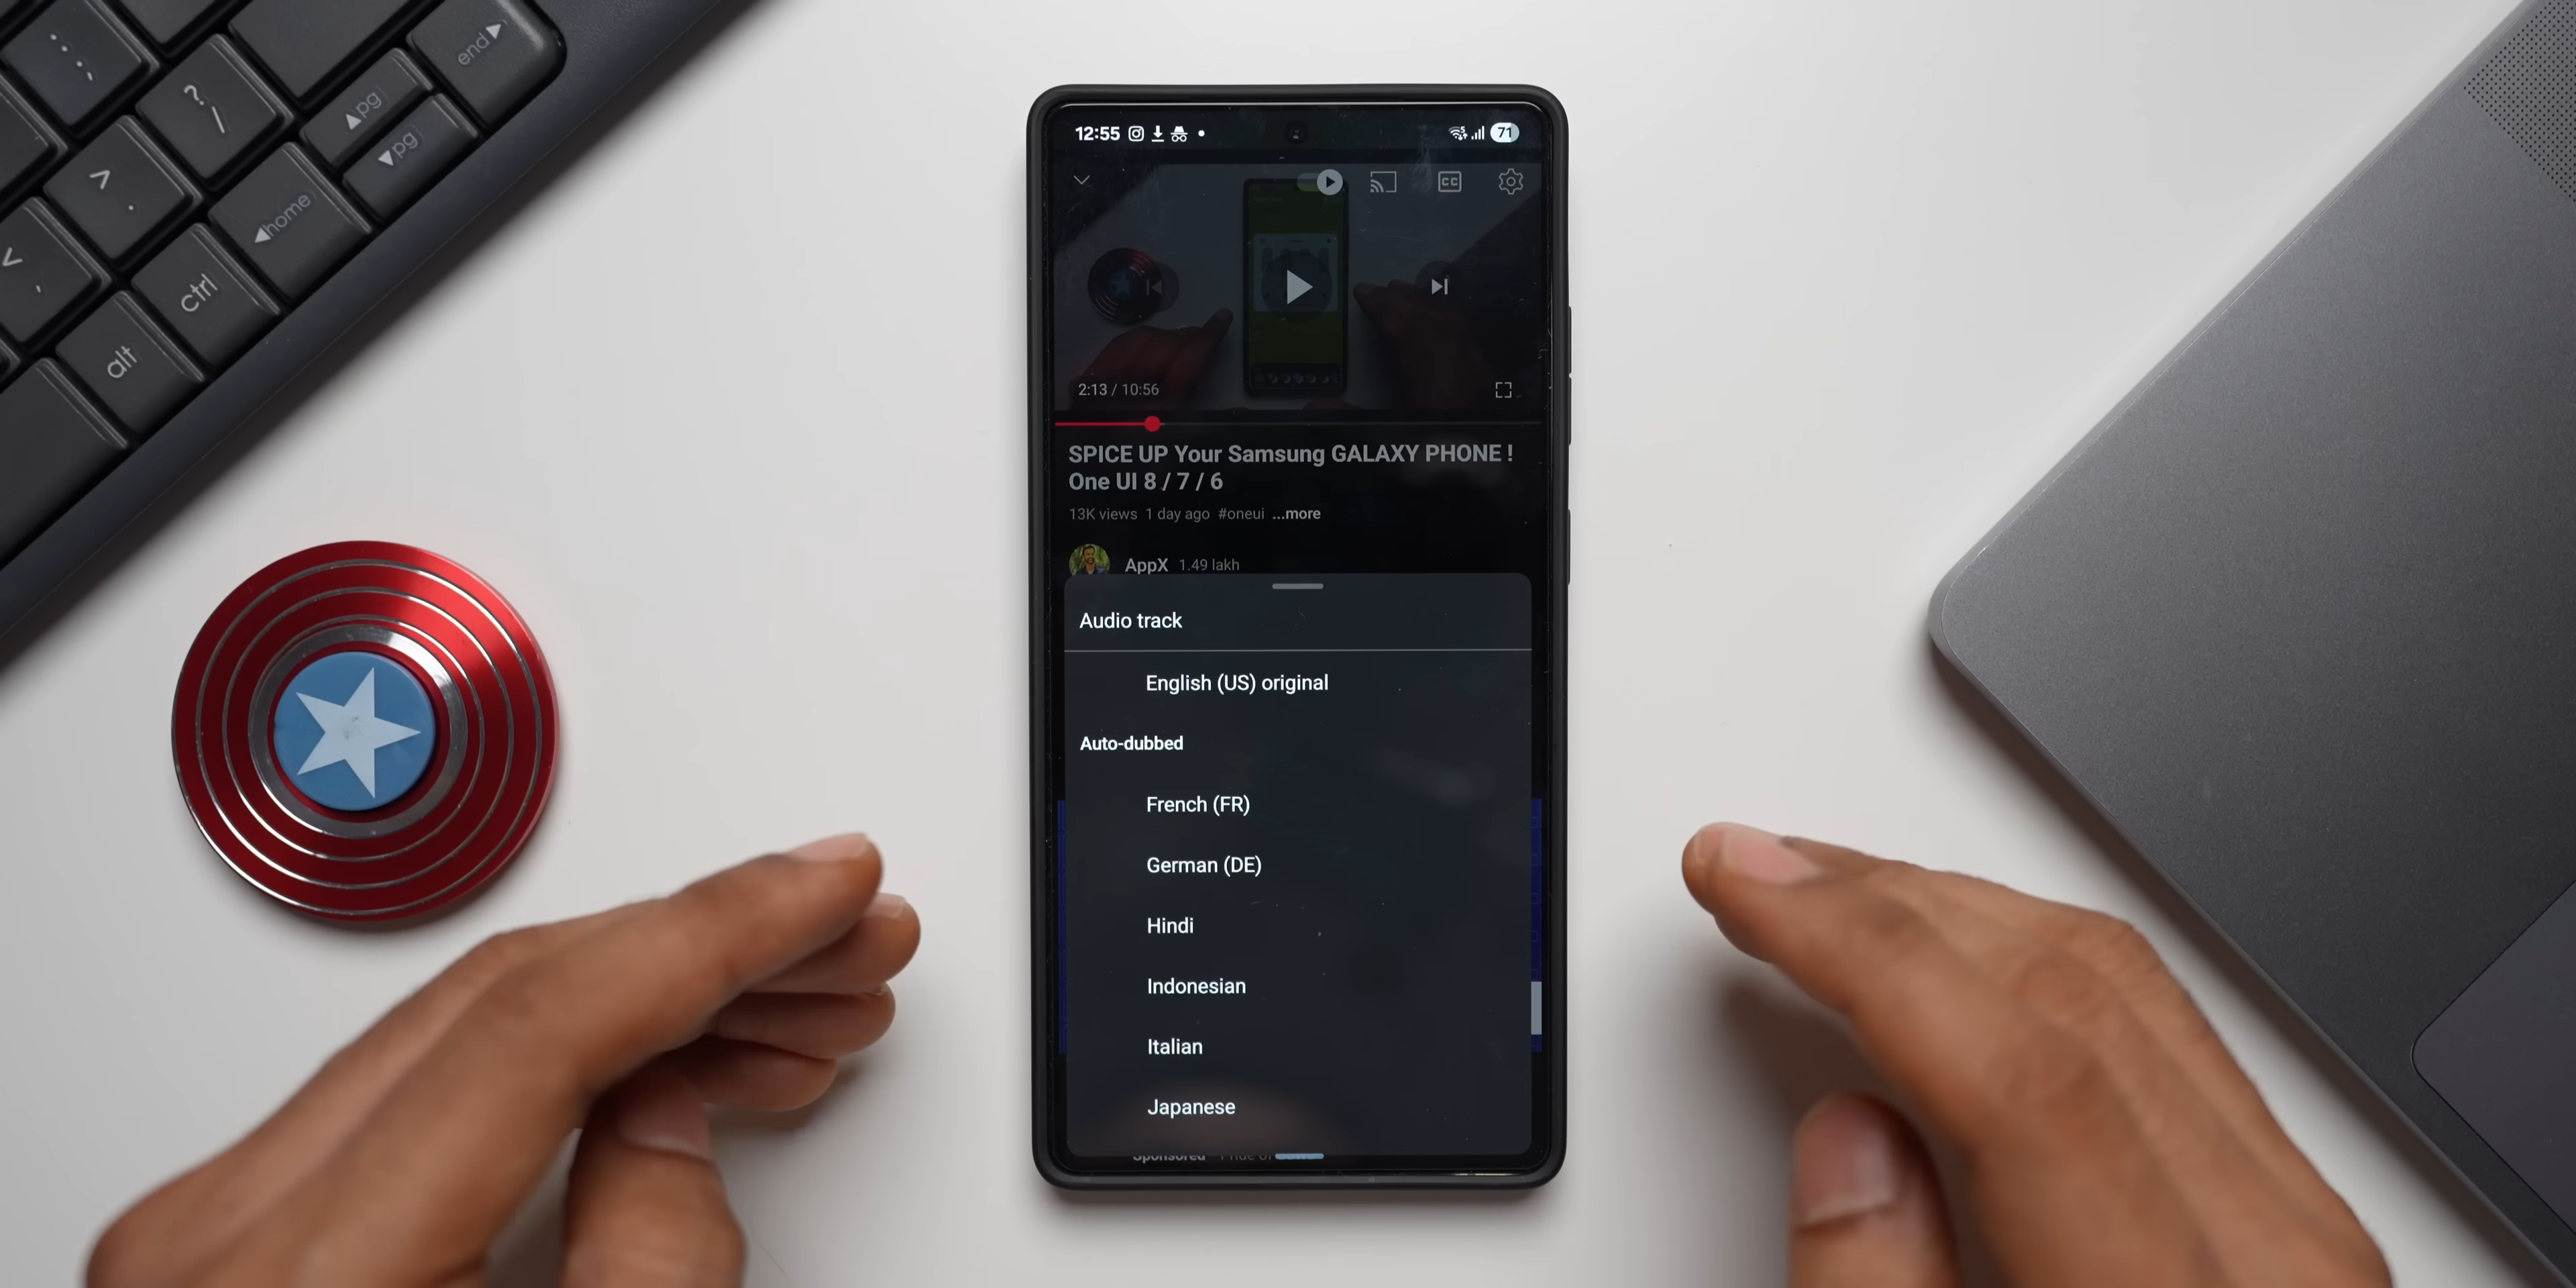 end
?
/
pg
pg
>
.
home
<
,
ctrl
alt
12:55
71
CC
2:13 / 10:56
SPICE UP Your Samsung GALAXY PHONE !
One UI 8 / 7 / 6
13K views 1 day ago #oneui ...more
AppX 1.49 lakh
Audio track
English (US) original
Auto-dubbed
French (FR)
German (DE)
Hindi
Indonesian
Italian
Japanese
Sponsored